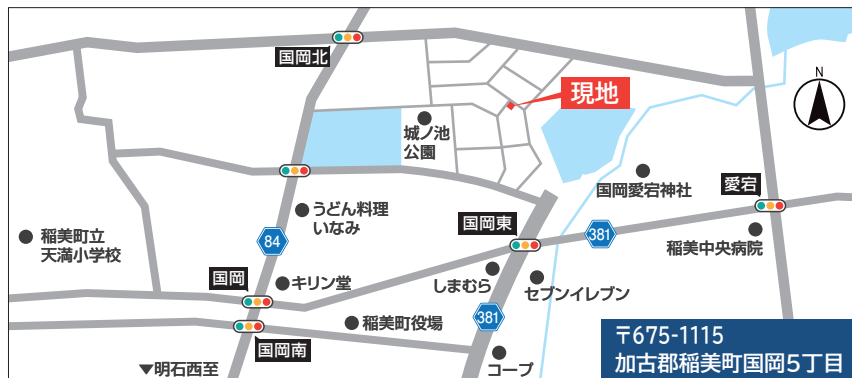 国岡北
N
現地
城ノ池
公園
国岡愛宕神社
愛宕
うどん料理
いなみ
稲美町立
天満小学校
84
国岡東
381
稲美中央病院
国岡
キリン堂
しまむら
セブンイレブン
381
稲美町役場
国岡南
▼明石西至
コープ
〒675-1115
加古郡稲美町国岡5丁目